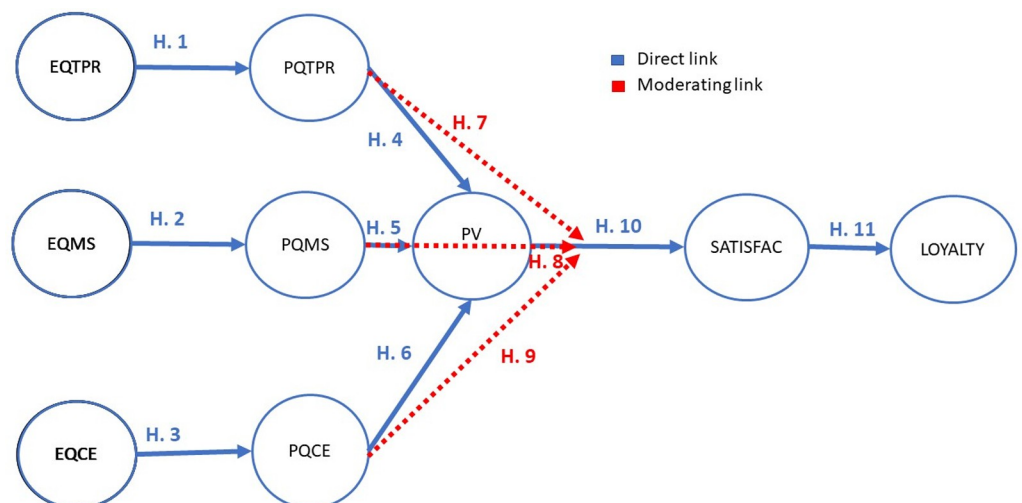 H. 1
EQTPR
PQTPR
Direct link
Moderating link
H. 7
H. 4
H. 2
H. 5
PV
H. 10
H. 11
EQMS
PQMS
SATISFAC
LOYALTY
H. 8
H. 6
H. 9
H. 3
EQCE
PQCE